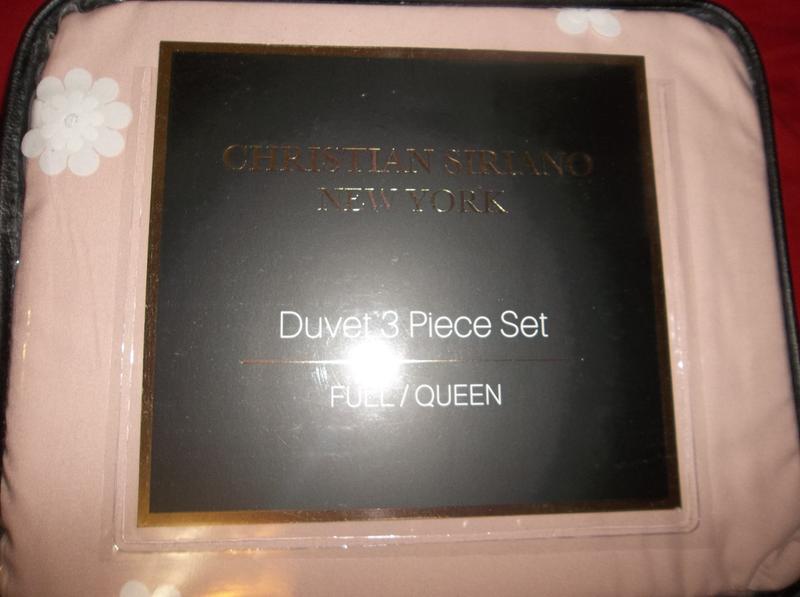 CHRISTIAN SIRIANO
NEW YORK
Duvet 3 Piece Set
FULL / QUEEN